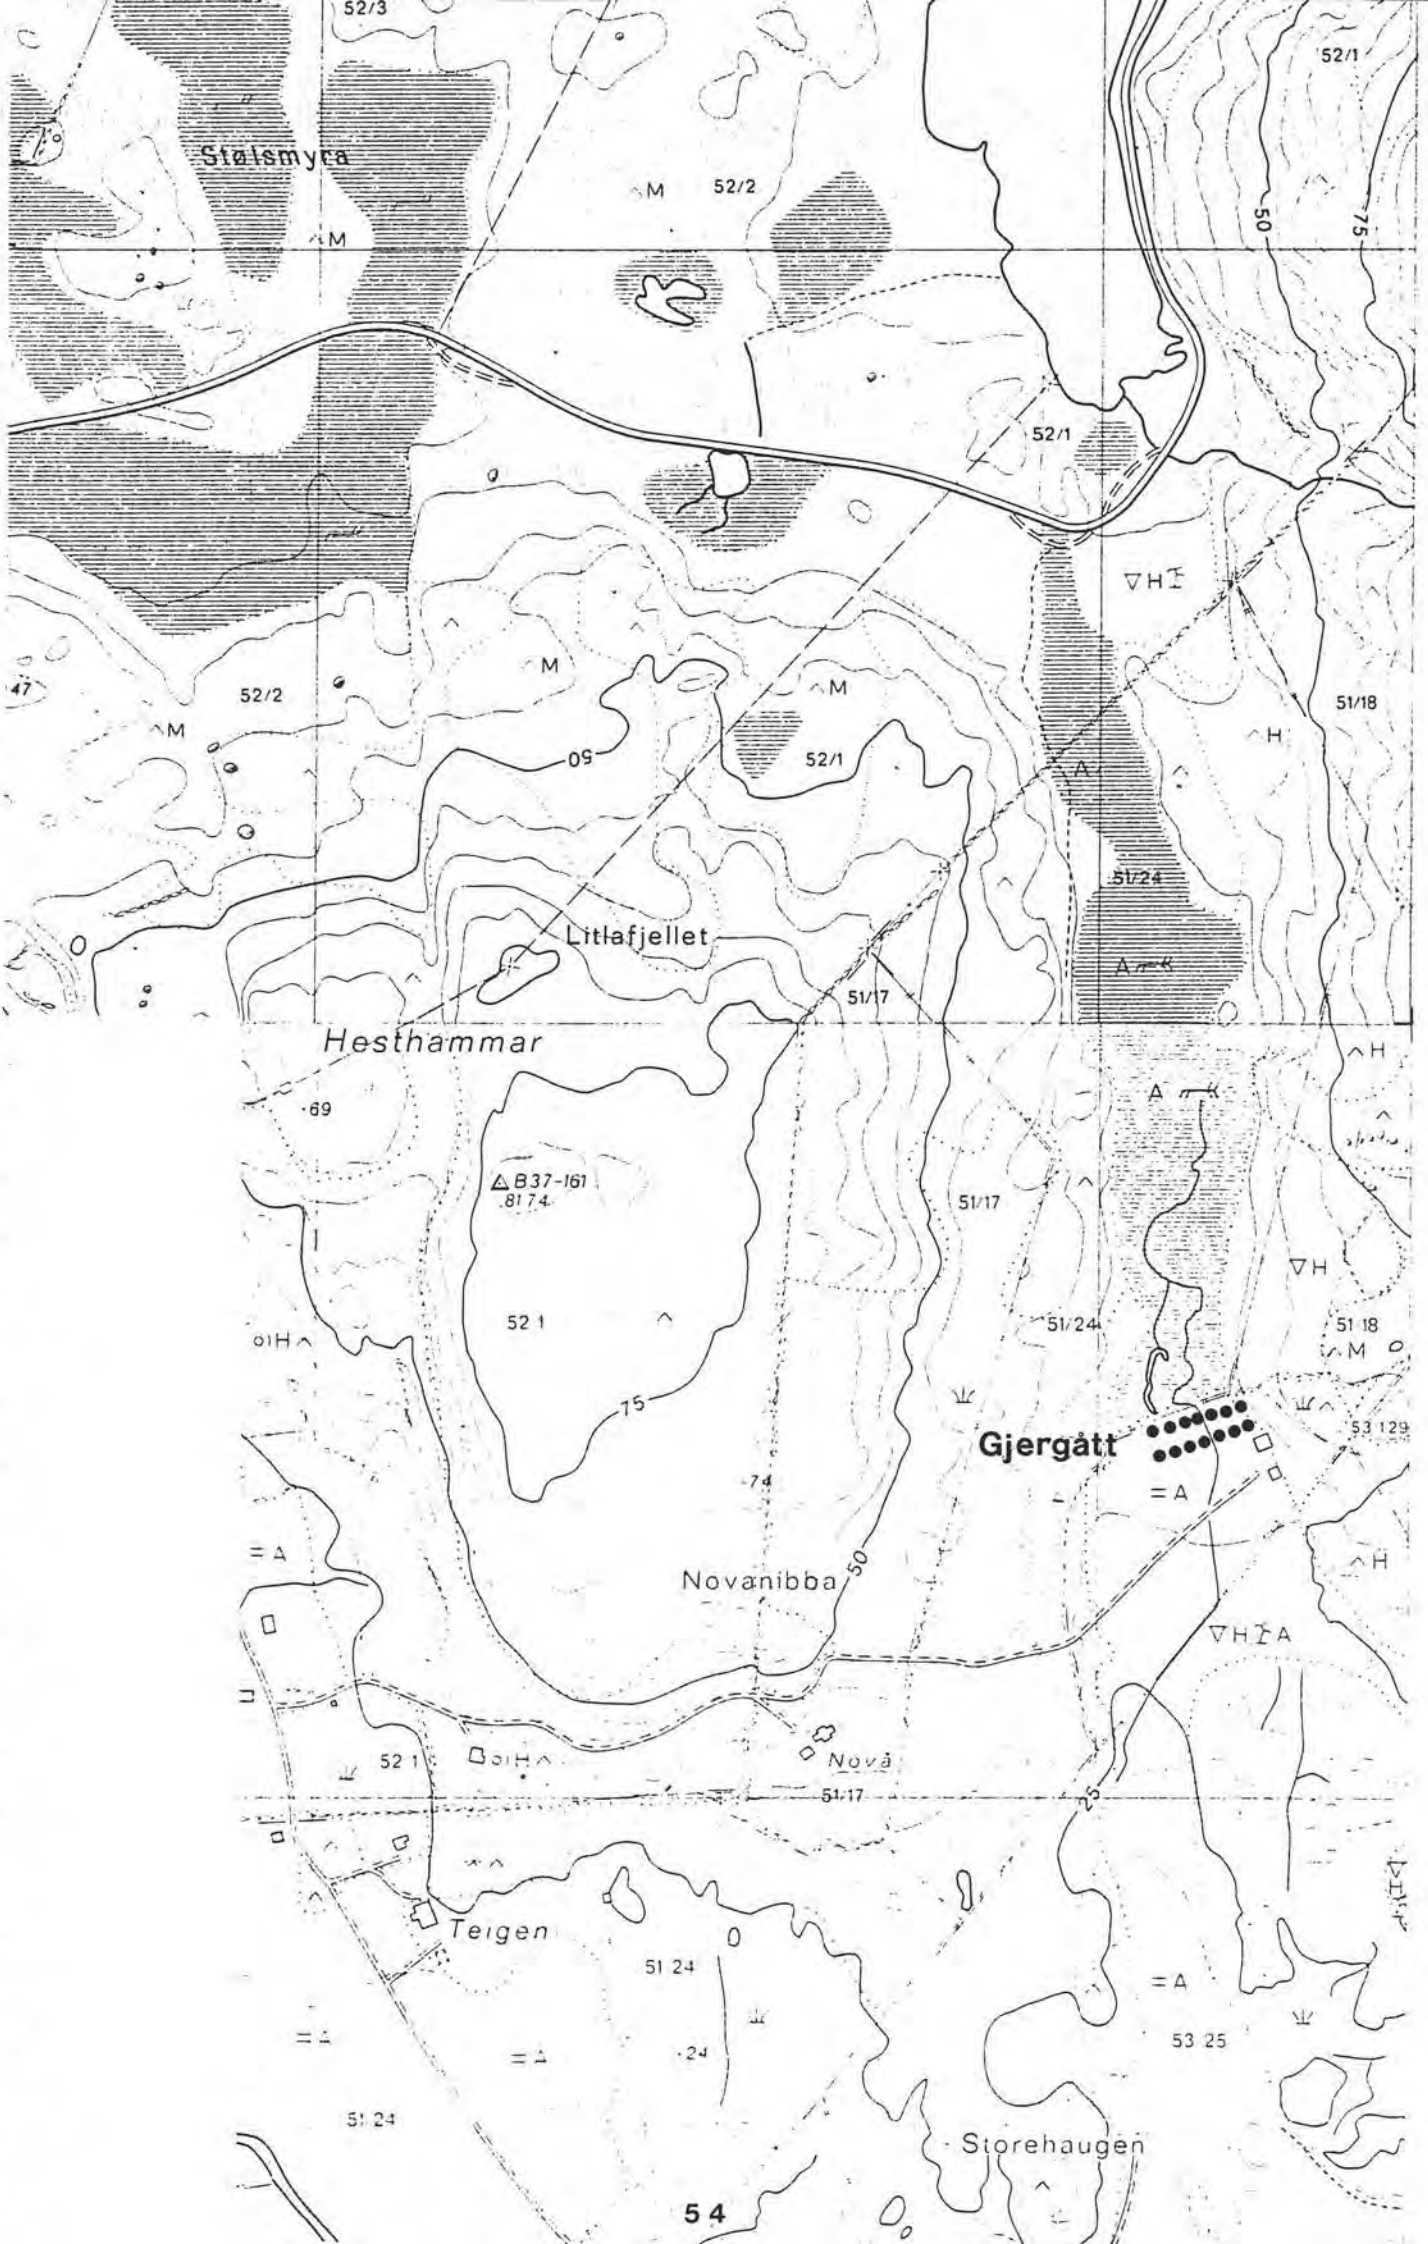 52/3
52/1
Stølsmyra
M
52/2
M
50
75
52/1
H
M
M
47
52/2
51/18
M
H
50
52/1
A
51/24
Litlafjellet
A
51/17
Hesthammar
H
A
69
B37-161
81 74
51/17
H
52 1
51/24
51 18
M
H
75
Gjergått
53 129
74
= A
= A
50
H
Novanibba
H A
52 1
H
Nova
51/17
25
Teigen
51 24
= A
24
53 25
51 24
Storehaugen
54